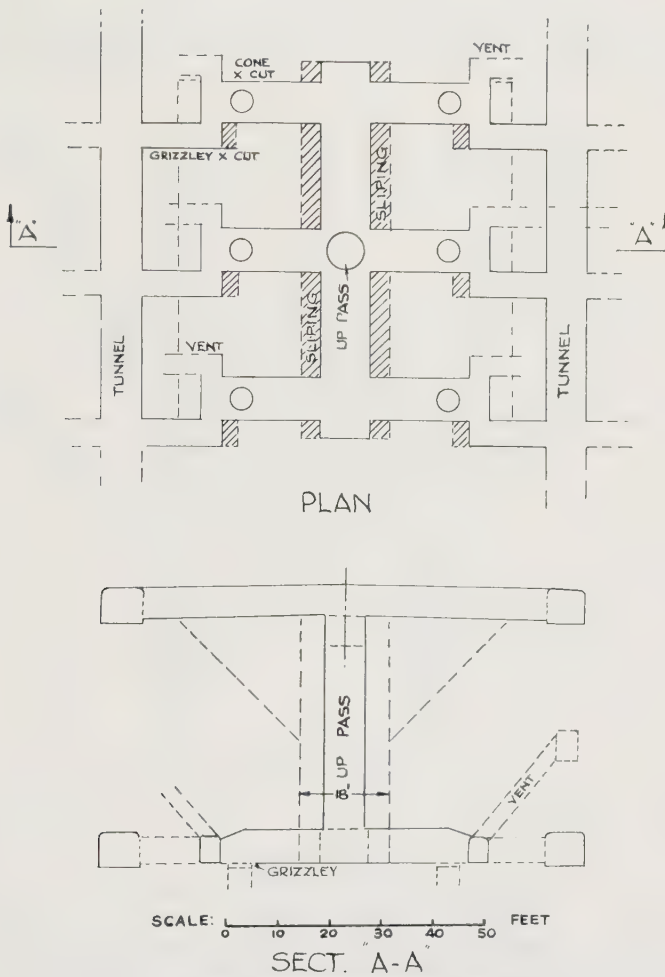 CONE
X CUT
VENT
GRIZZLEY X CUT
"A"
"A"
SLIPING
SLIPING
UP PASS
TUNNEL
VENT
TUNNEL
PLAN
18' UP PASS
VENT
GRIZZLEY
SCALE: 0 10 20 30 40 50 FEET
SECT. "A-A"